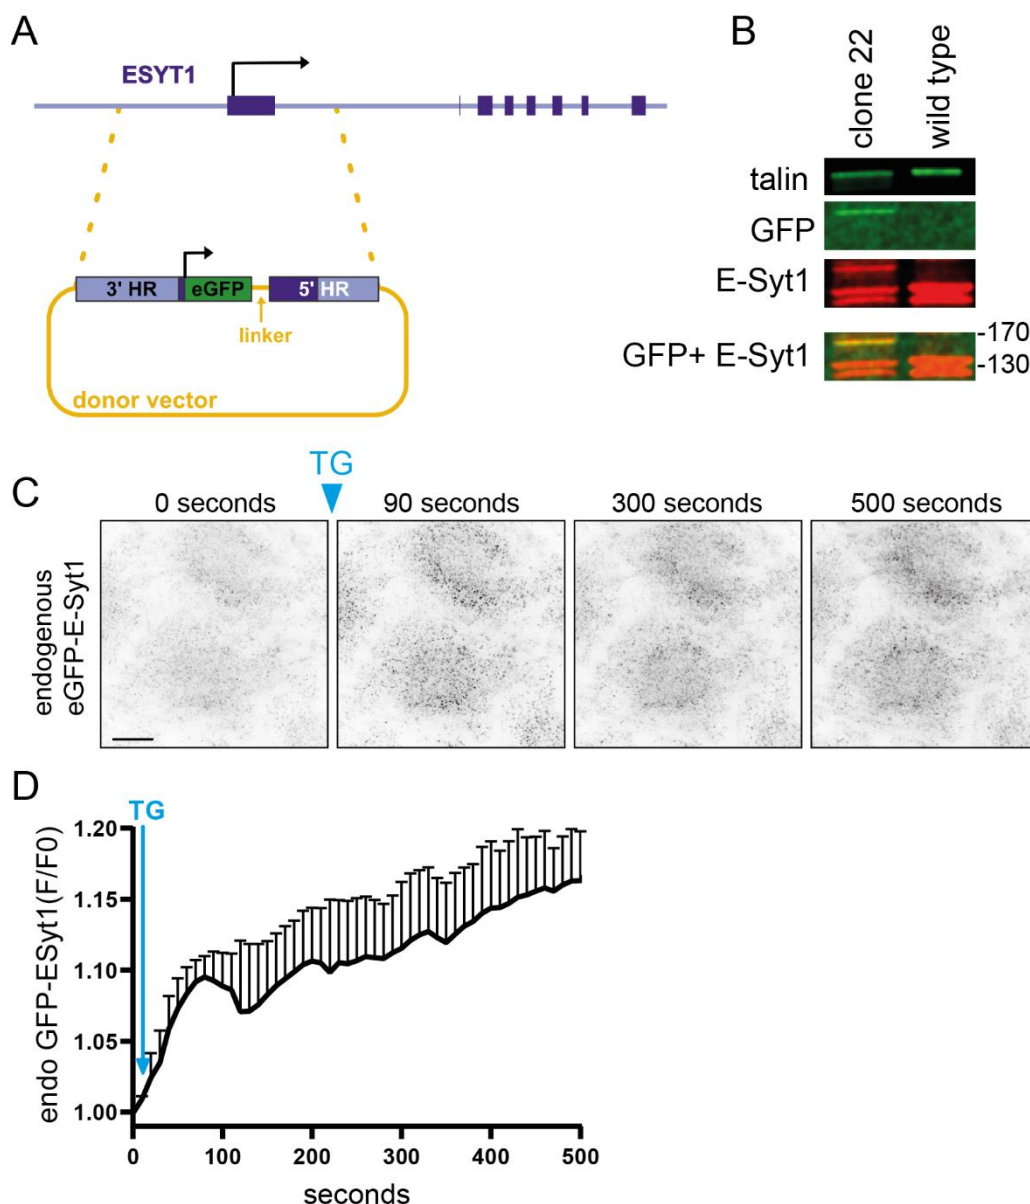 A
ESYT1
3' HR
eGFP
5' HR
linker
donor vector
B
clone 22
wild type
talin
GFP
E-Syt1
GFP+ E-Syt1
-170
-130
C
TG
0 seconds
90 seconds
300 seconds
500 seconds
endogenous
eGFP-E-Syt1
D
TG
endo GFP-ESyt1(F/F0)
1.20
1.15
1.10
1.05
1.00
0 100 200 300 400 500
seconds